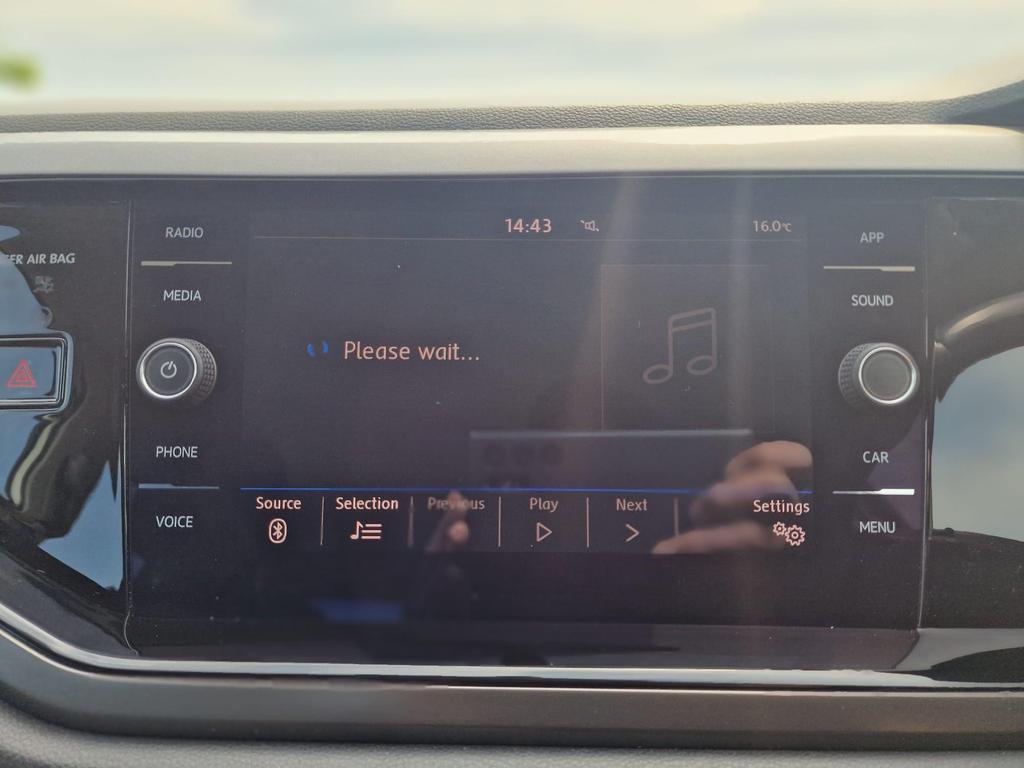 14:43
16.0℃
RADIO
APP
AIR BAG
MEDIA
SOUND
Please wait...
PHONE
CAR
Source
Selection
Previous
Play
Next
Settings
VOICE
MENU